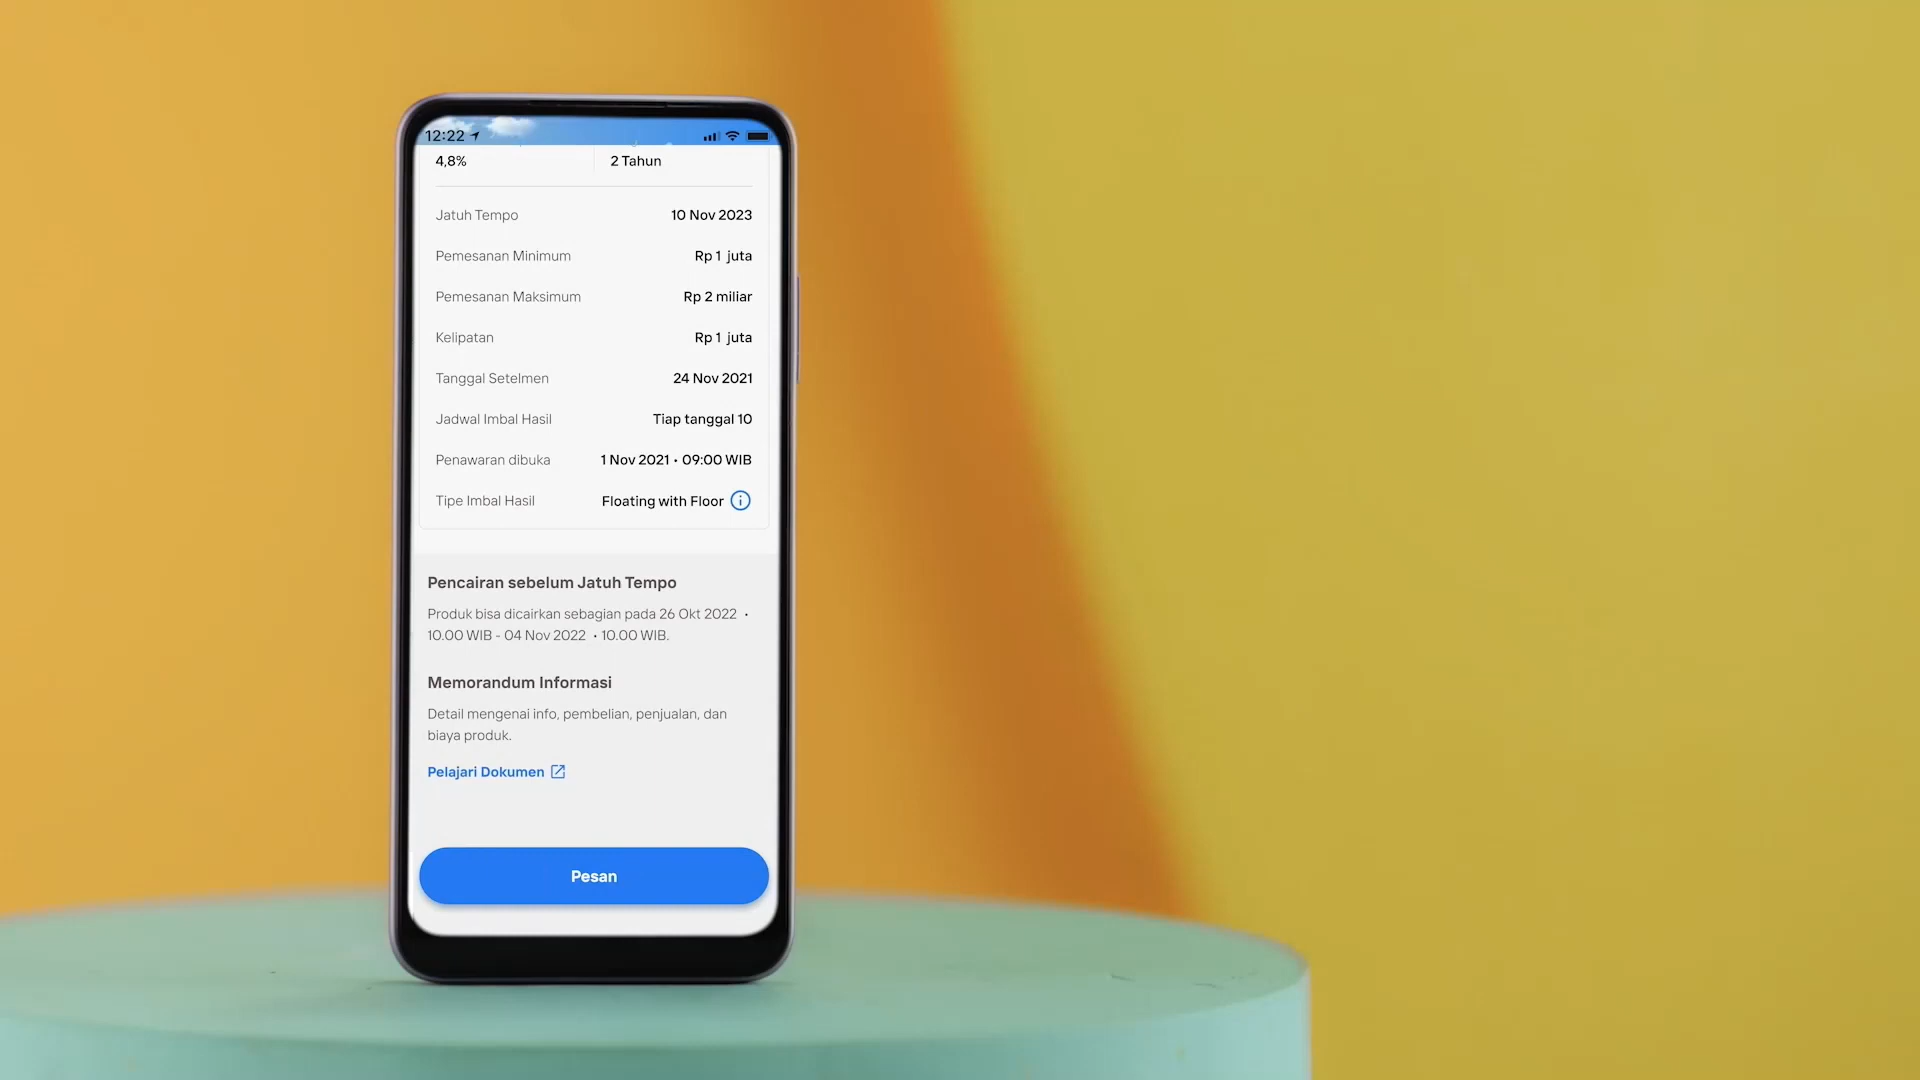 12:22
4,8% 2 Tahun
Jatuh Tempo 10 Nov 2023
Pemesanan Minimum Rp 1 juta
Pemesanan Maksimum Rp 2 miliar
Kelipatan Rp 1 juta
Tanggal Setelmen 24 Nov 2021
Jadwal Imbal Hasil Tiap tanggal 10
Penawaran dibuka 1 Nov 2021 • 09:00 WIB
Tipe Imbal Hasil Floating with Floor
Pencairan sebelum Jatuh Tempo
Produk bisa dicairkan sebagian pada 26 Okt 2022 •
10.00 WIB - 04 Nov 2022 • 10.00 WIB.
Memorandum Informasi
Detail mengenai info, pembelian, penjualan, dan
biaya produk.
Pelajari Dokumen
Pesan